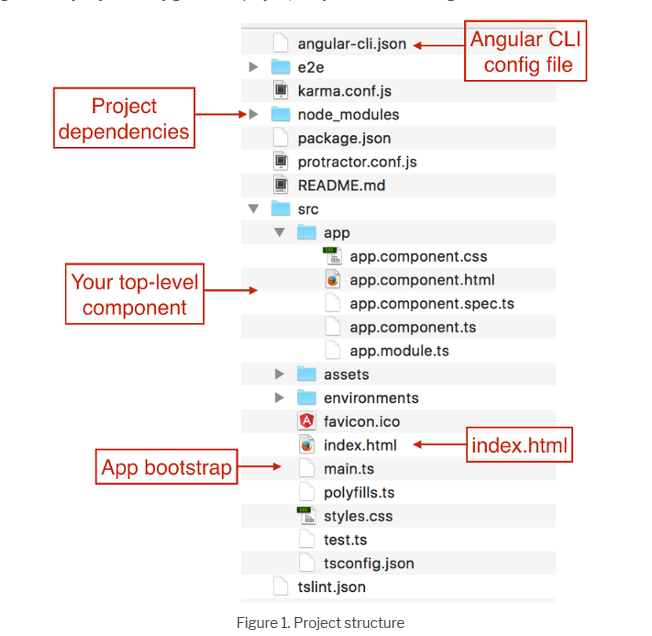 angular-cli.json
Angular CLI
config file
e2e
karma.conf.js
Project
dependencies
node_modules
package.json
protractor.conf.js
README.md
src
app
app.component.css
Your top-level
component
app.component.html
app.component.spec.ts
app.component.ts
app.module.ts
assets
environments
favicon.ico
index.html
index.html
App bootstrap
main.ts
polyfills.ts
styles.css
test.ts
tsconfig.json
tslint.json
Figure 1. Project structure